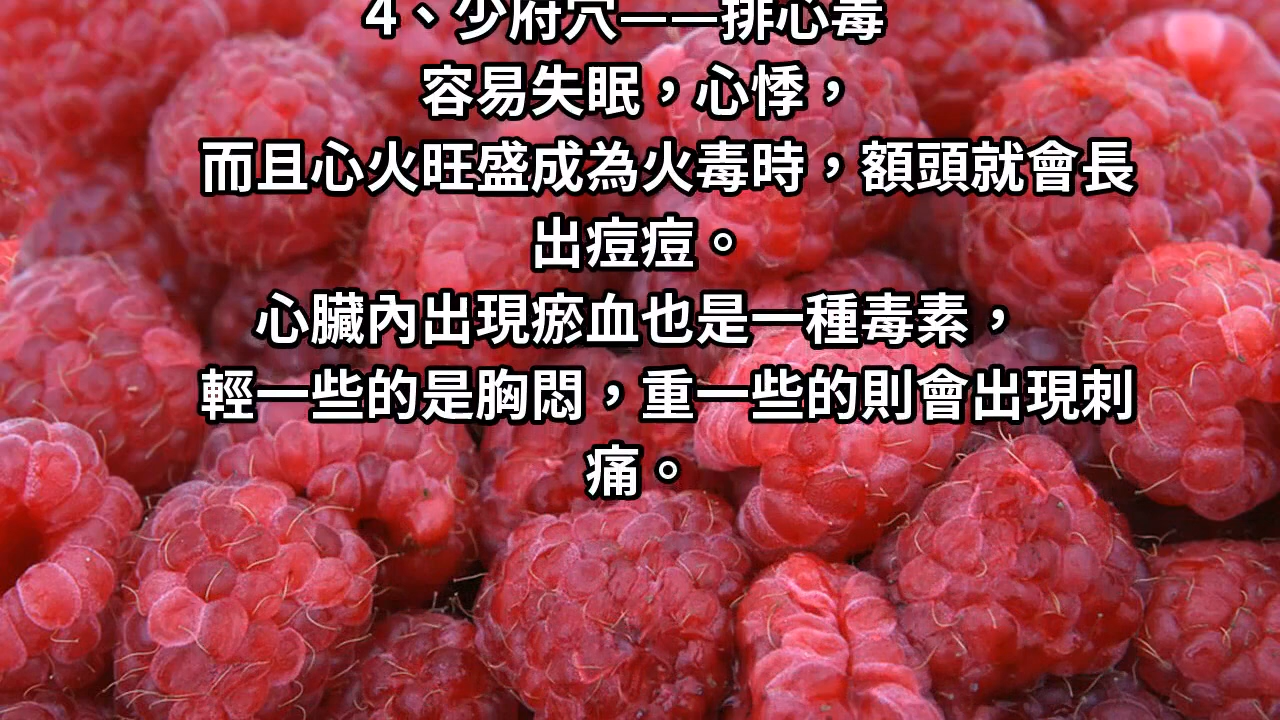 4、少府穴——排心毒
容易失眠，心悸，
而且心火旺盛成為火毒時，額頭就會長
出痘痘。
心臟內出現瘀血也是一種毒素，
輕一些的是胸悶，重一些的則會出現刺
痛。